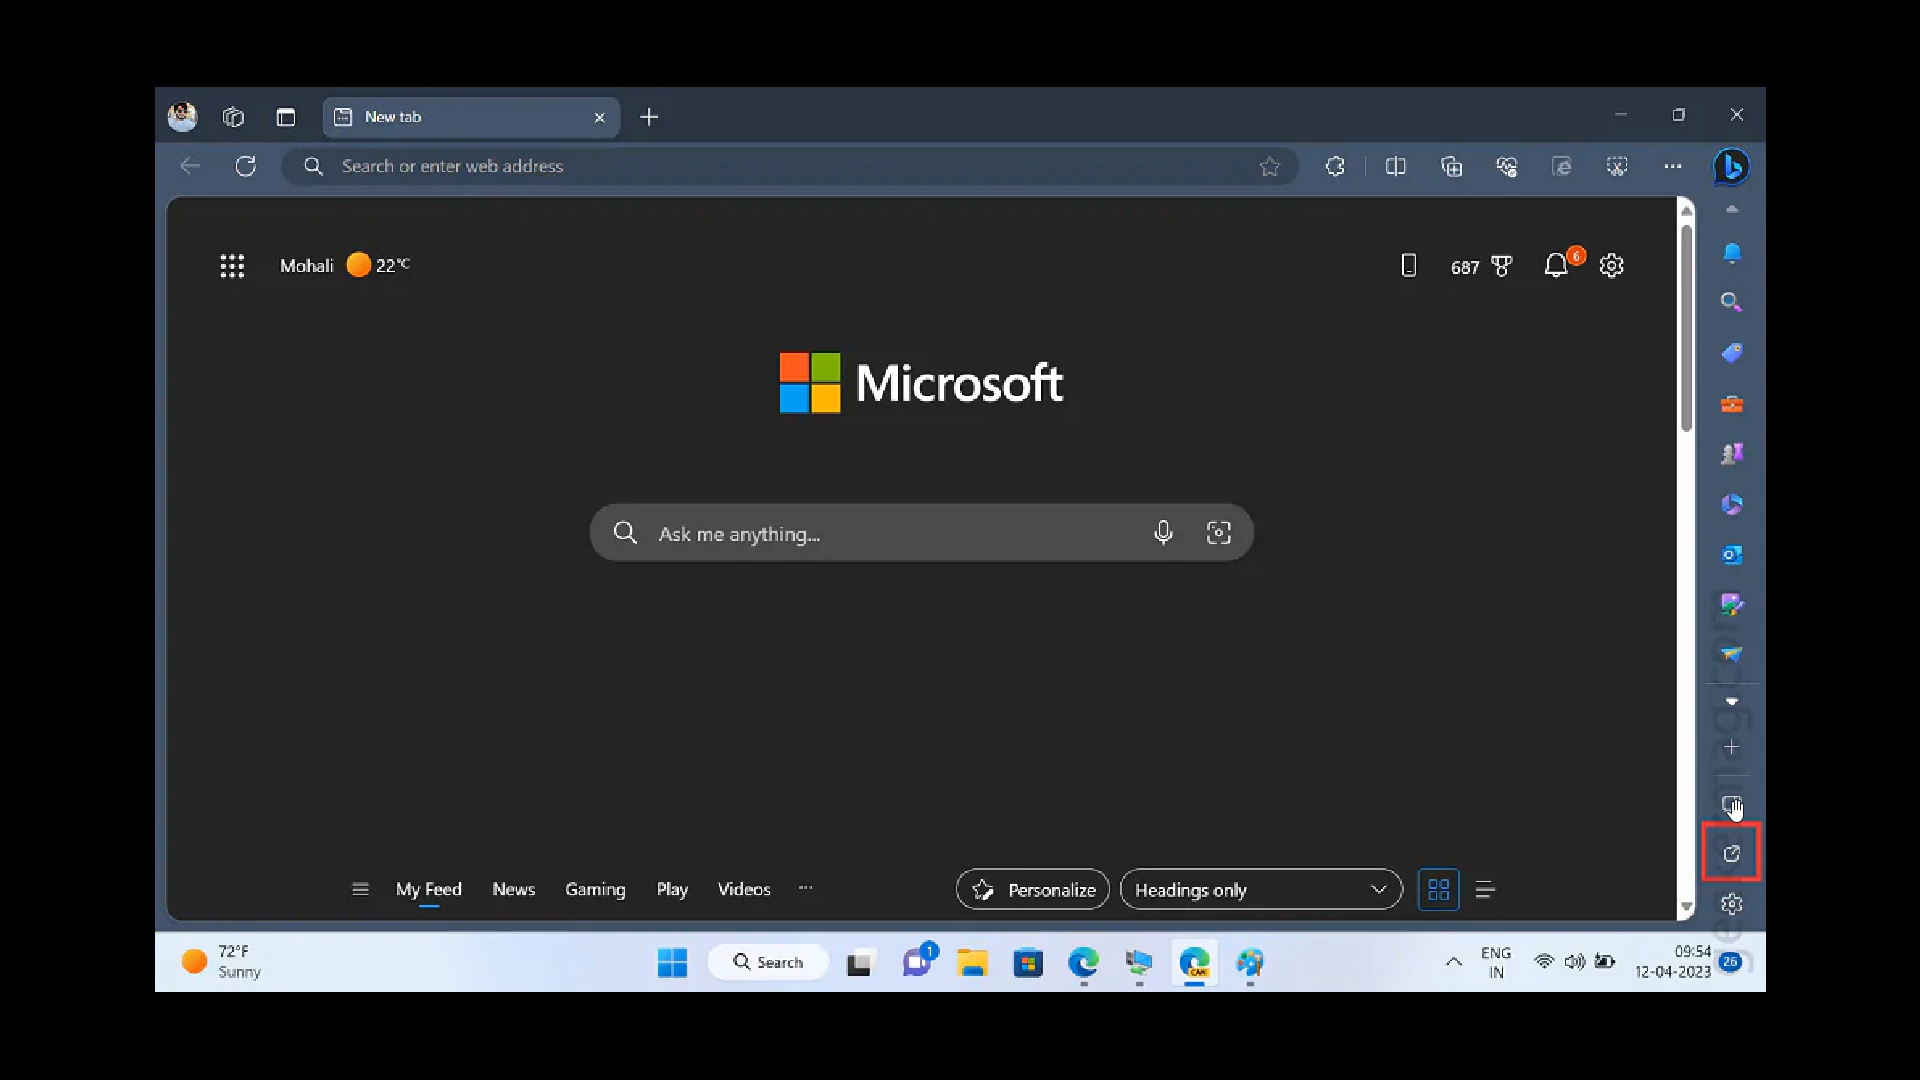 New tab
Search or enter web address
Mohali 22°C
687
6
Microsoft
Ask me anything...
My Feed News Gaming Play Videos
Personalize
Headings only
72°F
Sunny
Search
1
CAN
ENG
IN
09:54
12-04-2023
26